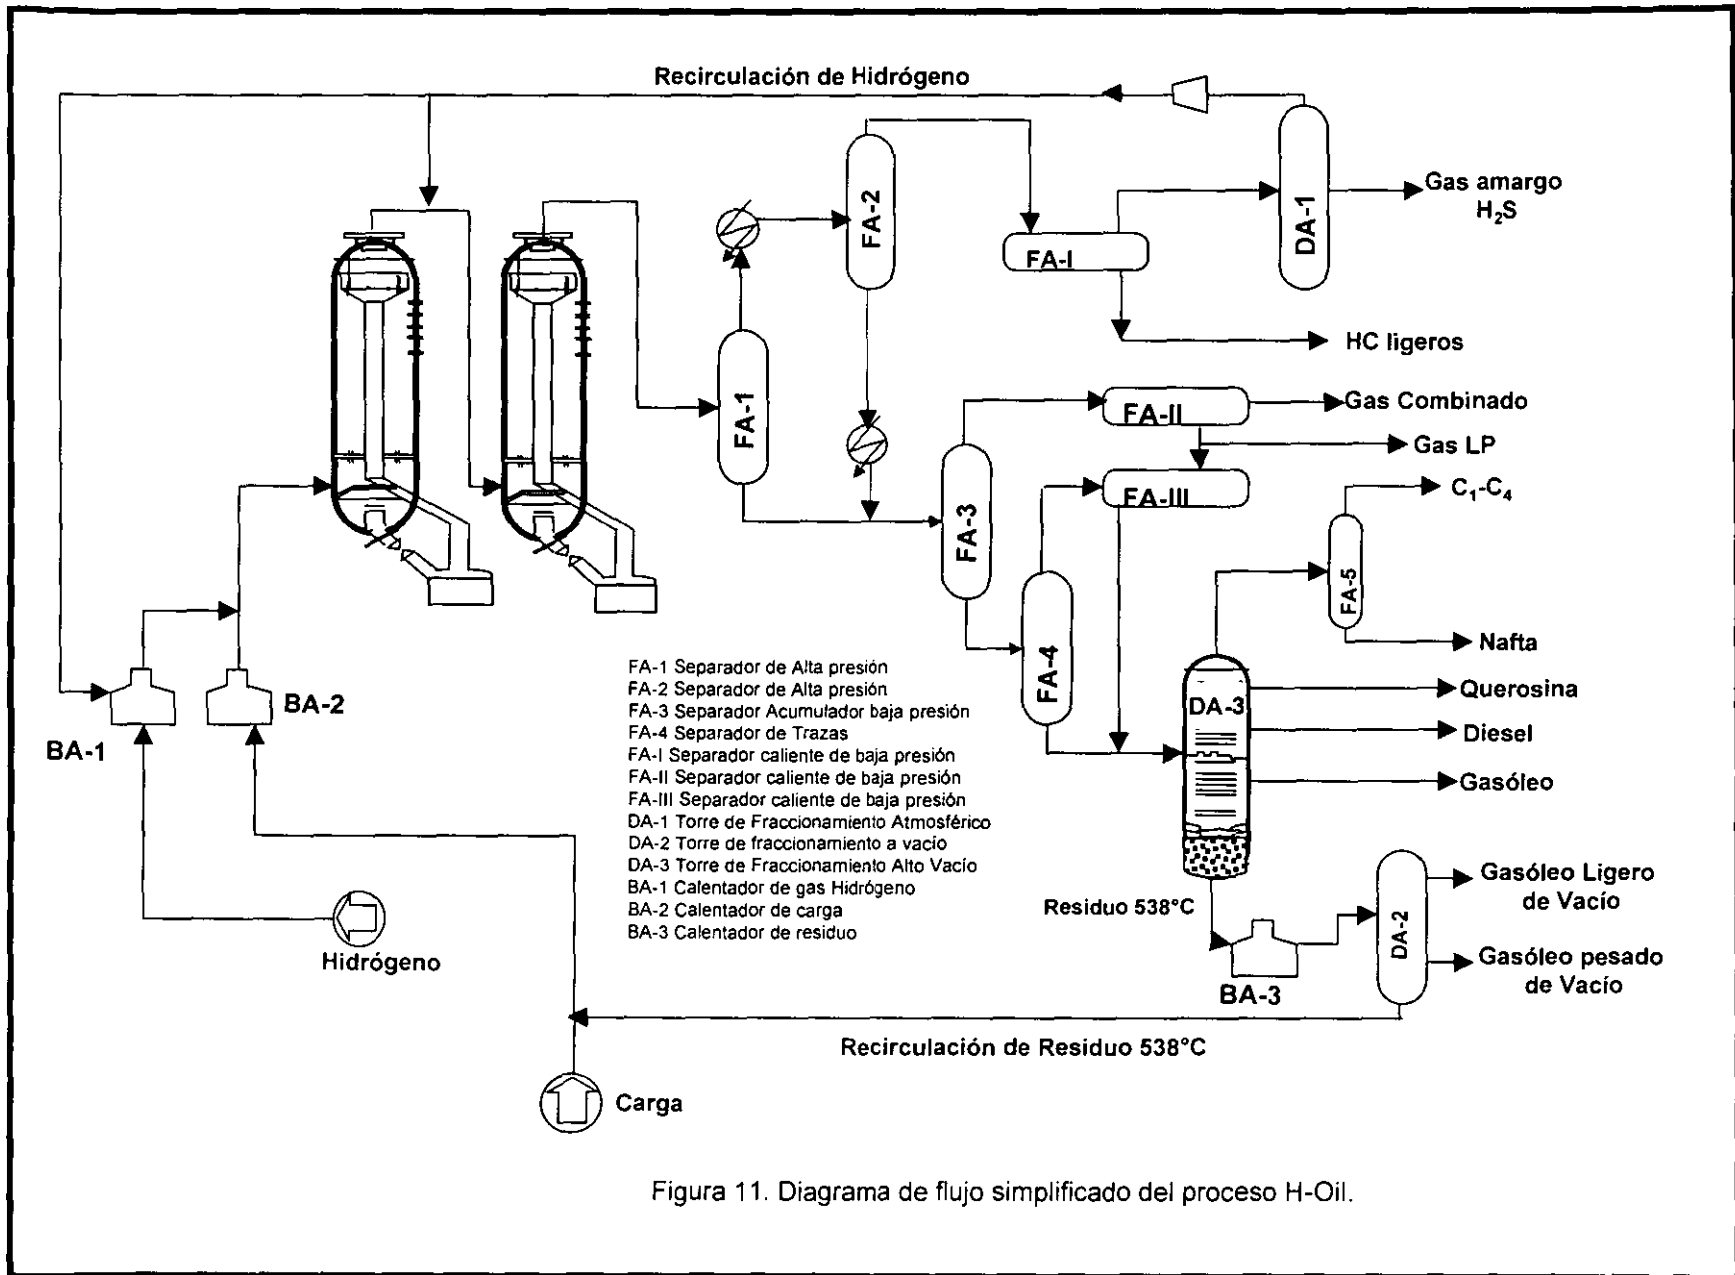 Recirculación de Hidrógeno
Gas amargo
H₂S
FA-2
DA-1
FA-I
HC ligeros
FA-1
FA-II
Gas Combinado
Gas LP
FA-III
C₁-C₄
FA-3
FA-5
Nafta
FA-4
DA-3
Querosina
Diesel
Gasóleo
BA-2
BA-1
FA-1 Separador de Alta presión
FA-2 Separador de Alta presión
FA-3 Separador Acumulador baja presión
FA-4 Separador de Trazas
FA-I Separador caliente de baja presión
FA-II Separador caliente de baja presión
FA-III Separador caliente de baja presión
DA-1 Torre de Fraccionamiento Atmosférico
DA-2 Torre de fraccionamiento a vacío
DA-3 Torre de Fraccionamiento Alto Vacío
BA-1 Calentador de gas Hidrógeno
BA-2 Calentador de carga
BA-3 Calentador de residuo
Residuo 538°C
Gasóleo Ligero
de Vacío
DA-2
Gasóleo pesado
de Vacío
BA-3
Hidrógeno
Recirculación de Residuo 538°C
Carga
Figura 11. Diagrama de flujo simplificado del proceso H-Oil.